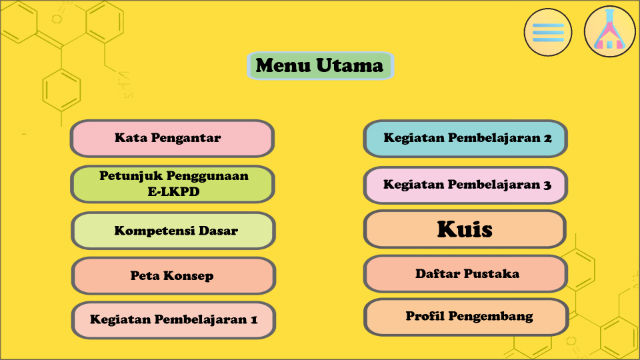 Menu Utama
Kata Pengantar
Petunjuk Penggunaan
E-LKPD
Kompetensi Dasar
Peta Konsep
Kegiatan Pembelajaran 1
Kegiatan Pembelajaran 2
Kegiatan Pembelajaran 3
Kuis
Daftar Pustaka
Profil Pengembang